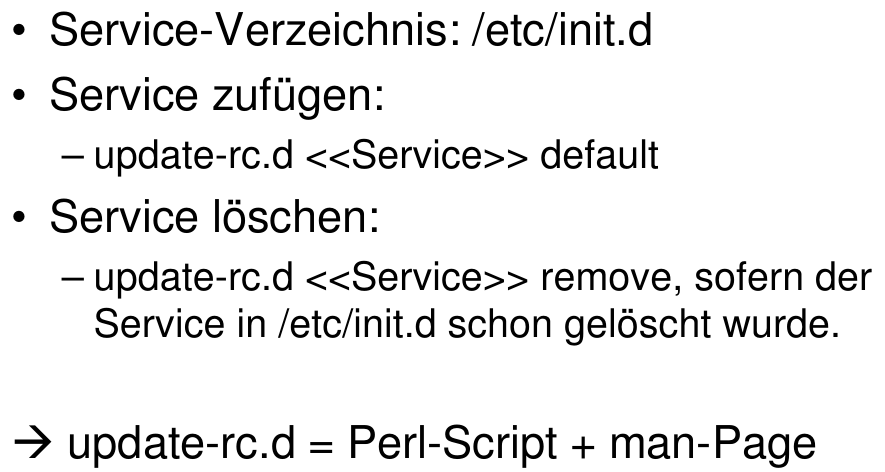 • Service-Verzeichnis: /etc/init.d
• Service zufügen:
– update-rc.d <<Service>> default
• Service löschen:
– update-rc.d <<Service>> remove, sofern der
Service in /etc/init.d schon gelöscht wurde.
→ update-rc.d = Perl-Script + man-Page